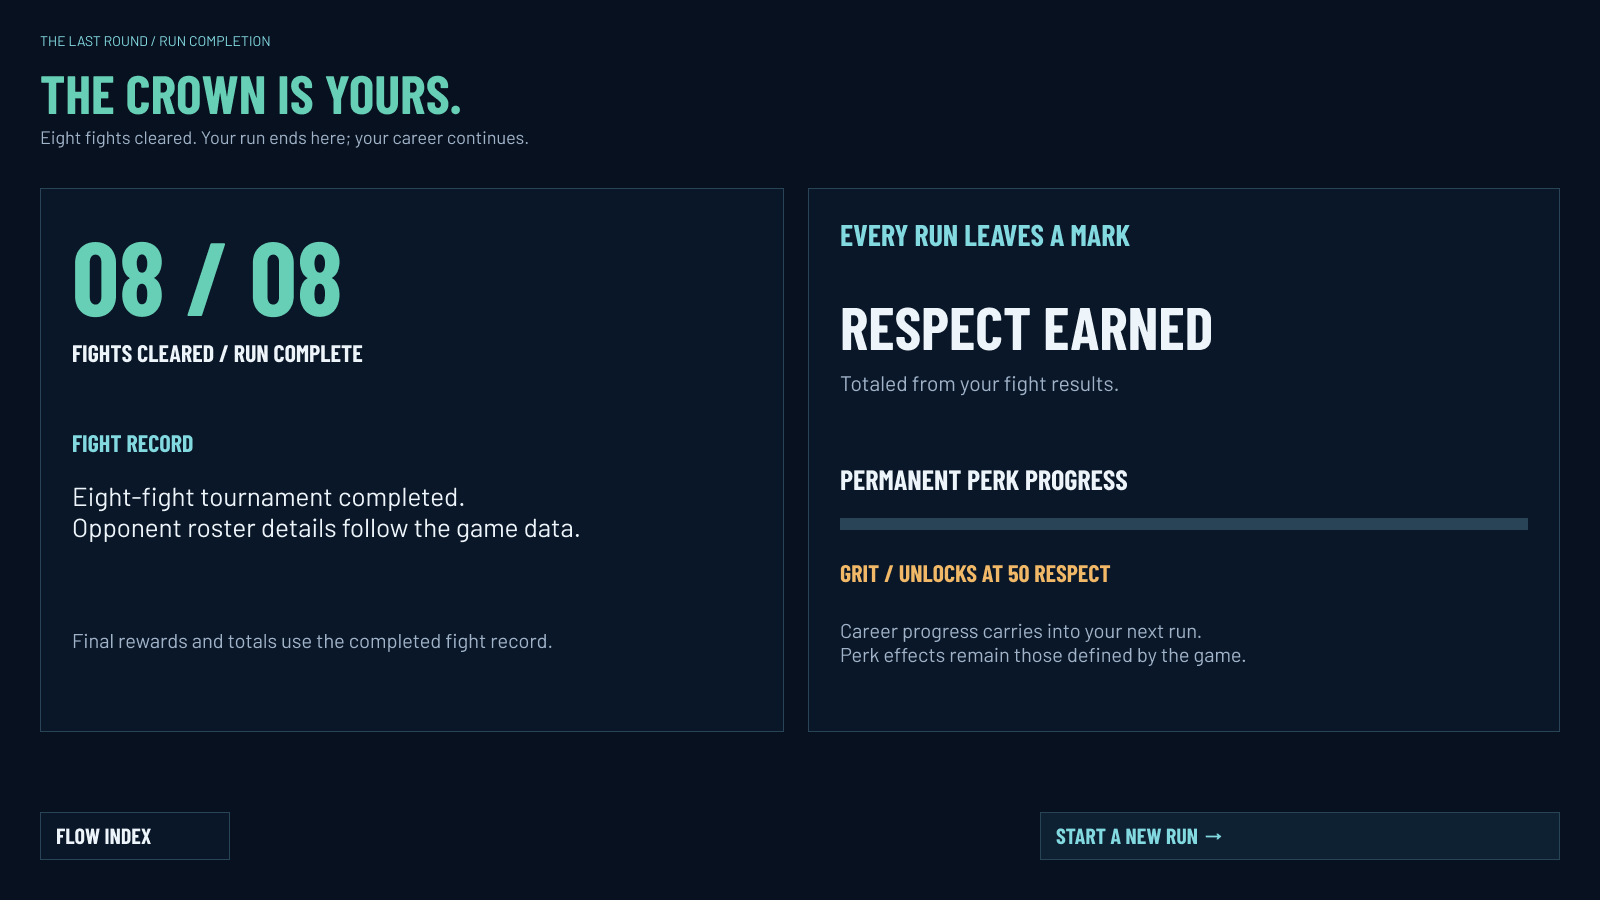 THE LAST ROUND / RUN COMPLETION
THE CROWN IS YOURS.
Eight fights cleared. Your run ends here; your career continues.
08 / 08
FIGHTS CLEARED / RUN COMPLETE
FIGHT RECORD
Eight-fight tournament completed.
Opponent roster details follow the game data.
Final rewards and totals use the completed fight record.
EVERY RUN LEAVES A MARK
RESPECT EARNED
Totaled from your fight results.
PERMANENT PERK PROGRESS
GRIT / UNLOCKS AT 50 RESPECT
Career progress carries into your next run.
Perk effects remain those defined by the game.
FLOW INDEX
START A NEW RUN →